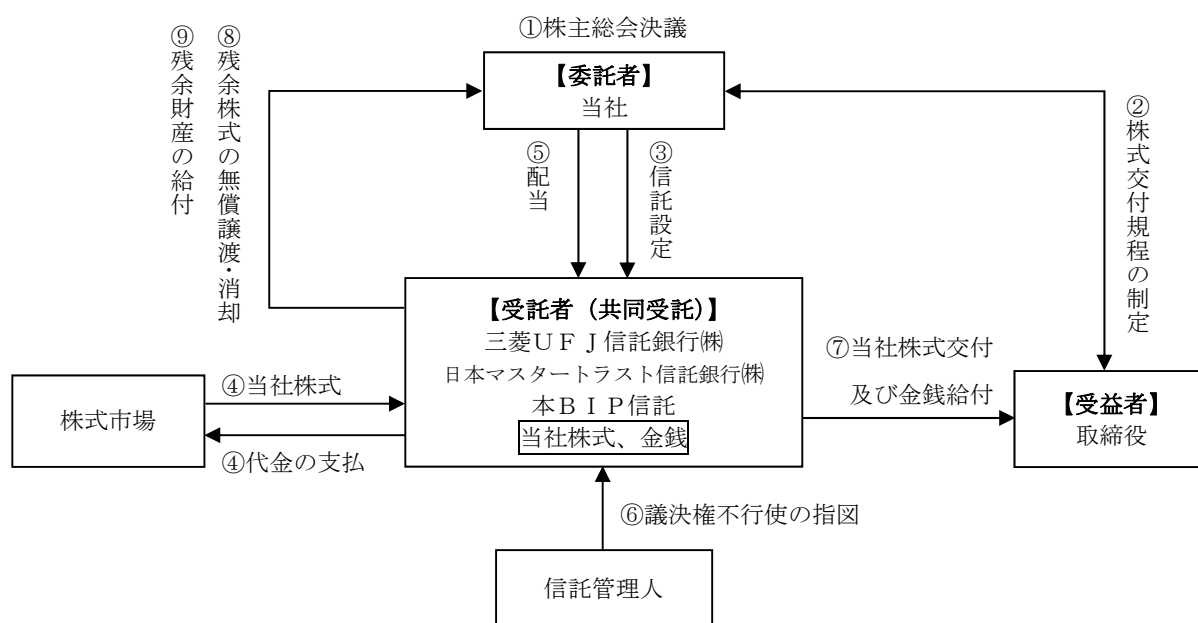 ①株主総会決議
【委託者】
当社
⑨残余財産の給付
⑧残余株式の無償譲渡・消却
⑤配当
③信託設定
②株式交付規程の制定
【受託者（共同受託）】
三菱ＵＦＪ信託銀行㈱
日本マスタートラスト信託銀行㈱
本ＢＩＰ信託
当社株式、金銭
株式市場
④当社株式
④代金の支払
⑦当社株式交付
及び金銭給付
【受益者】
取締役
⑥議決権不行使の指図
信託管理人